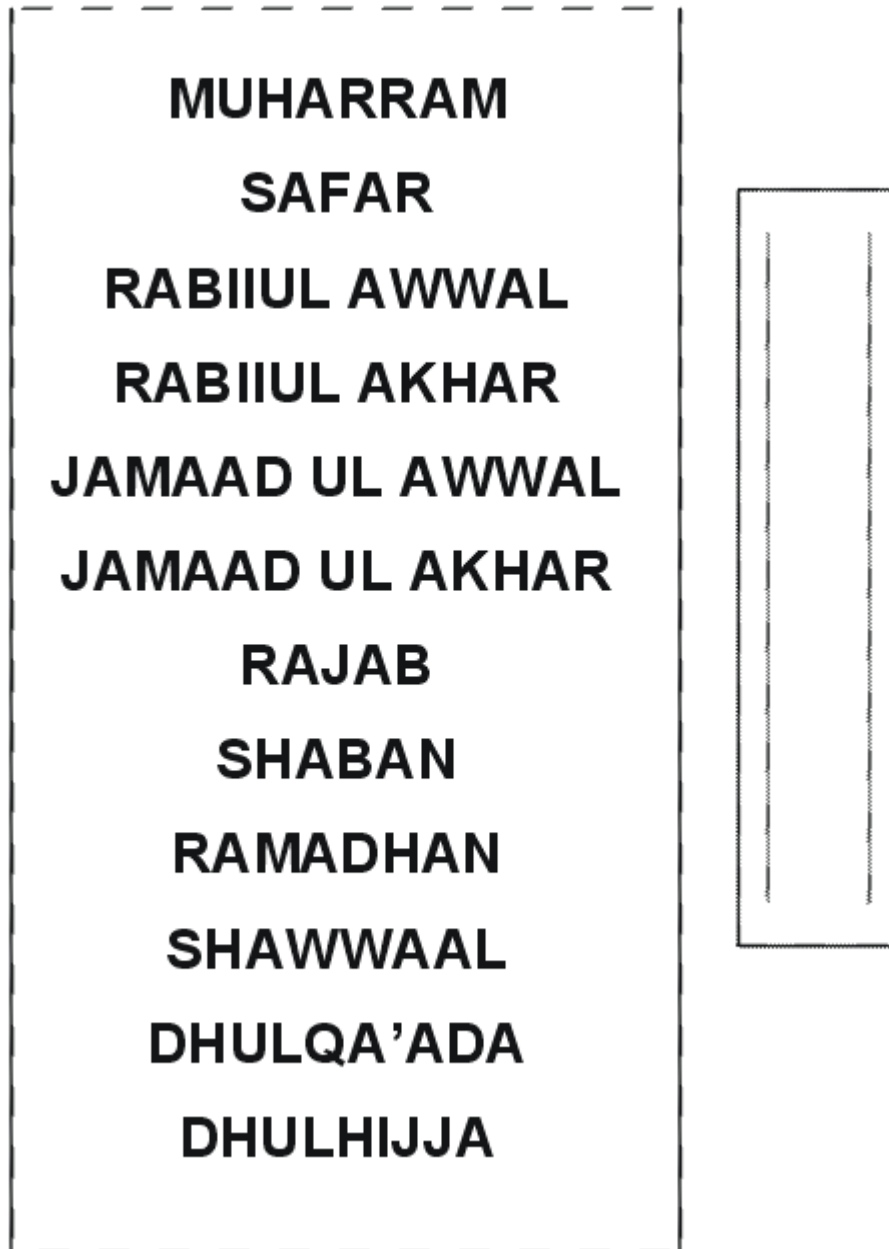 MUHARRAM
SAFAR
RABIIUL AWWAL
RABIIUL AKHAR
JAMAAD UL AWWAL
JAMAAD UL AKHAR
RAJAB
SHABAN
RAMADHAN
SHAWWAAL
DHULQA’ADA
DHULHIJJA